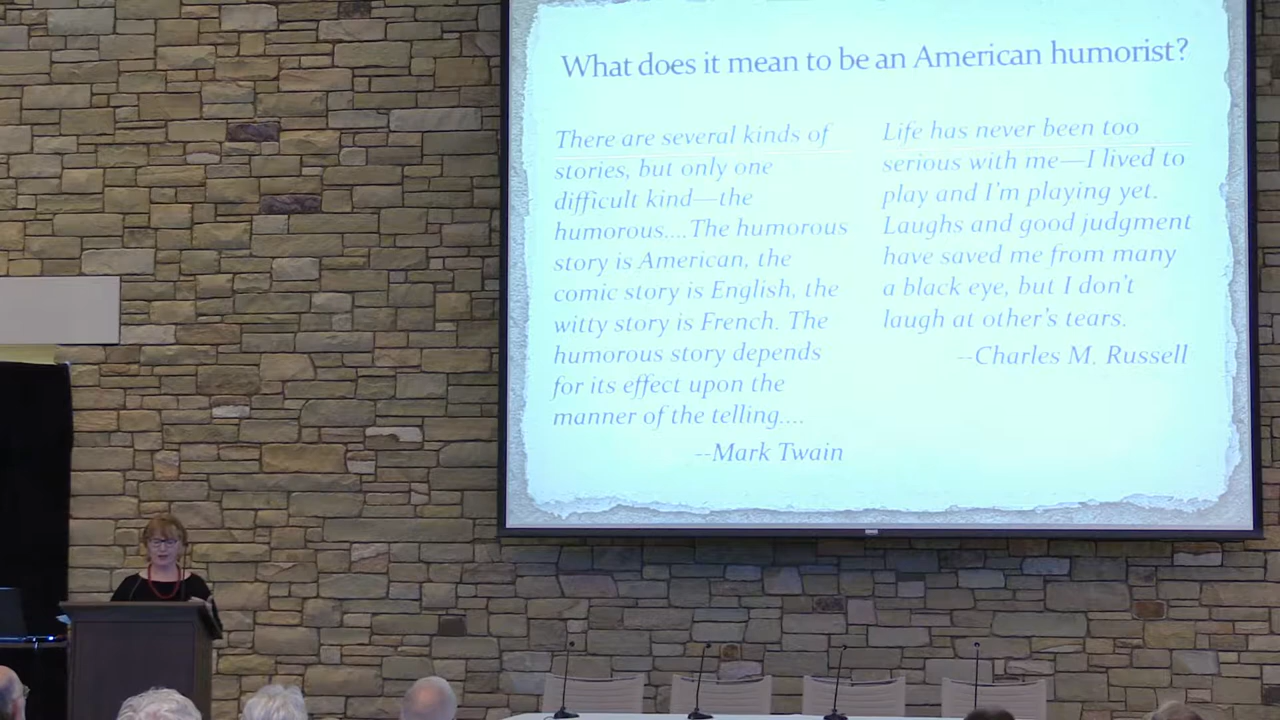 What does it mean to be an American humorist?
There are several kinds of
stories, but only one
difficult kind—the
humorous....The humorous
story is American, the
comic story is English, the
witty story is French. The
humorous story depends
for its effect upon the
manner of the telling....
--Mark Twain
Life has never been too
serious with me—I lived to
play and I'm playing yet.
Laughs and good judgment
have saved me from many
a black eye, but I don't
laugh at other's tears.
--Charles M. Russell